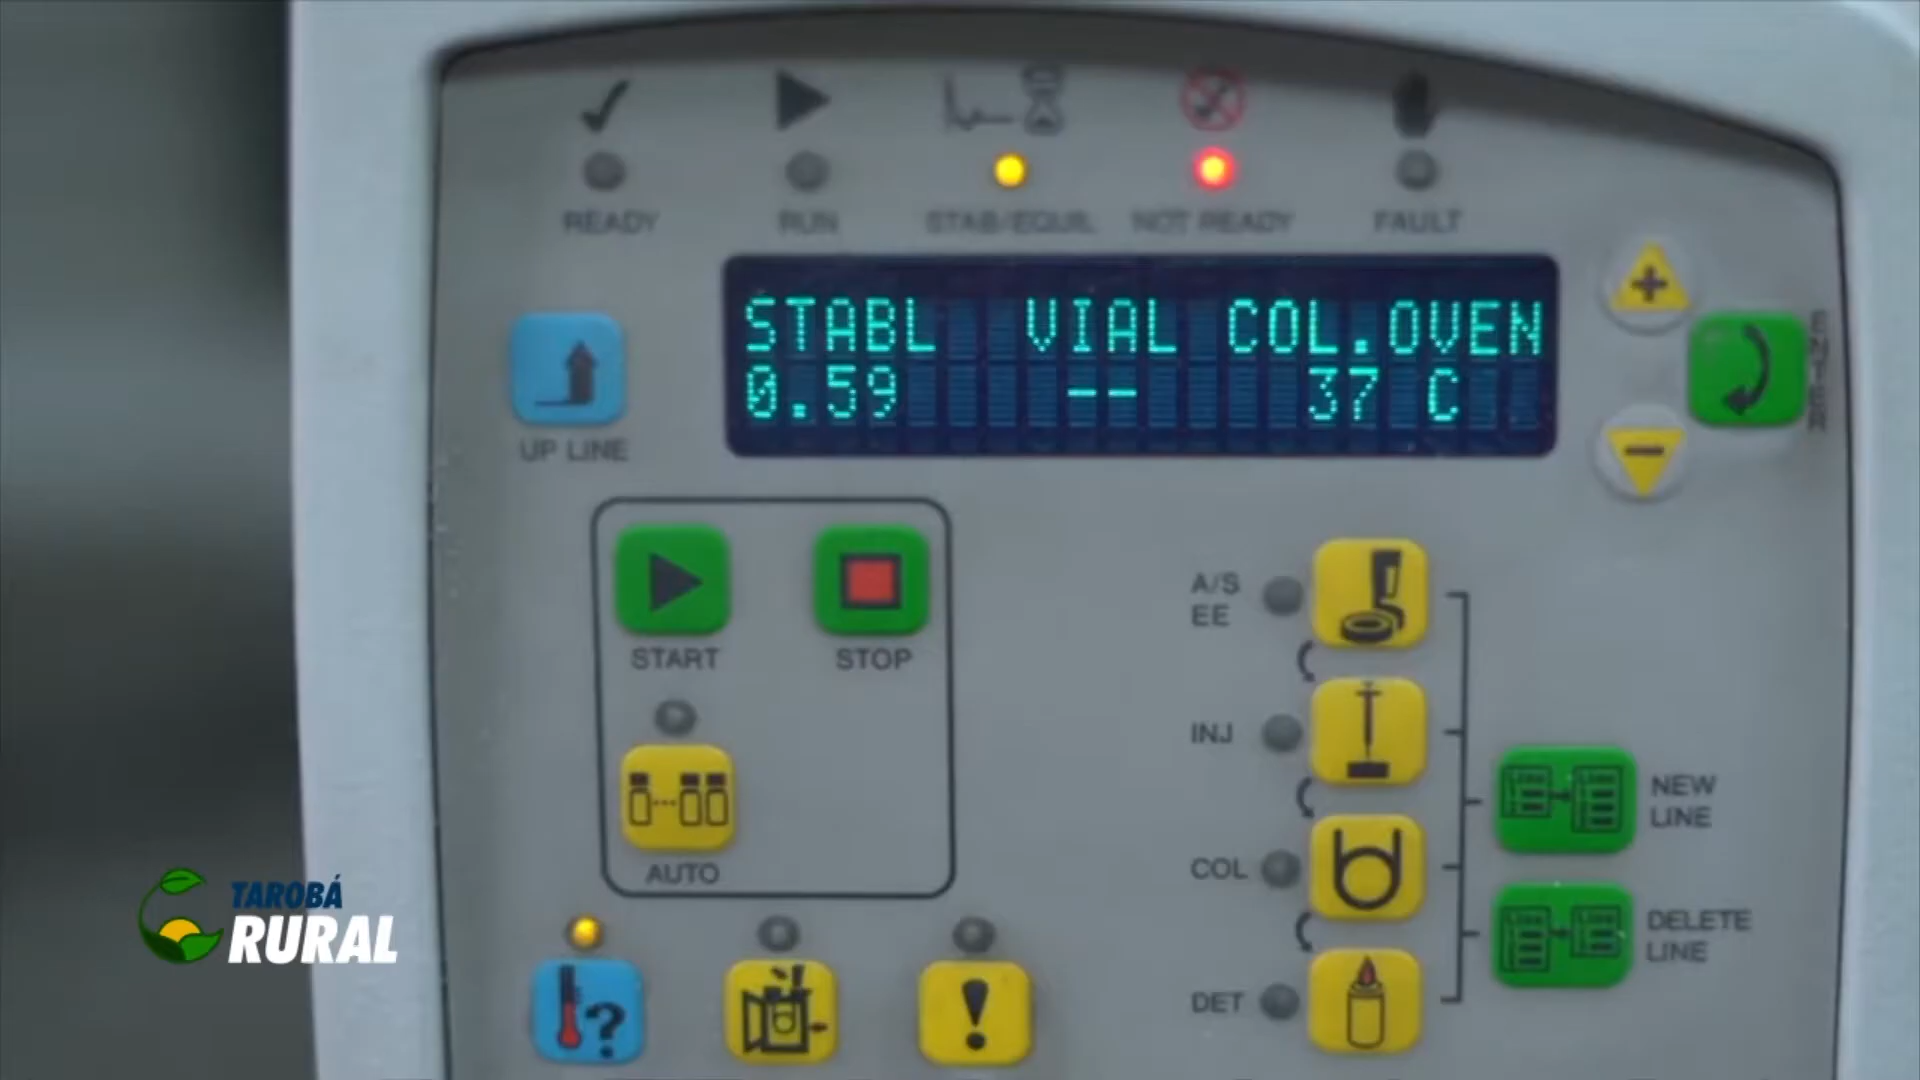 READY RUN STAB/EQUIL NOT READY FAULT
STABL VIAL COL.OVEN
0.59 -- 37 C
ENTER
UP LINE
START STOP
AUTO
A/S
EE
INJ
COL
DET
NEW
LINE
DELETE
LINE
TAROBÁ
RURAL